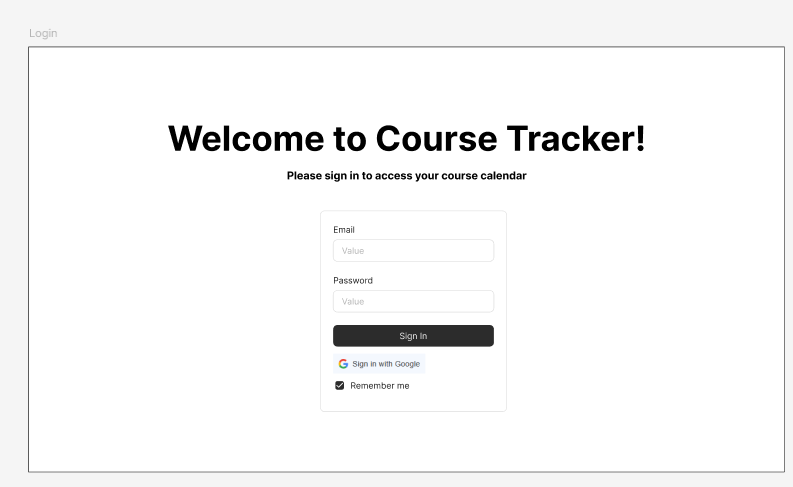 Login
Welcome to Course Tracker!
Please sign in to access your course calendar
Email
Value
Password
Value
Sign In
Sign in with Google
Remember me